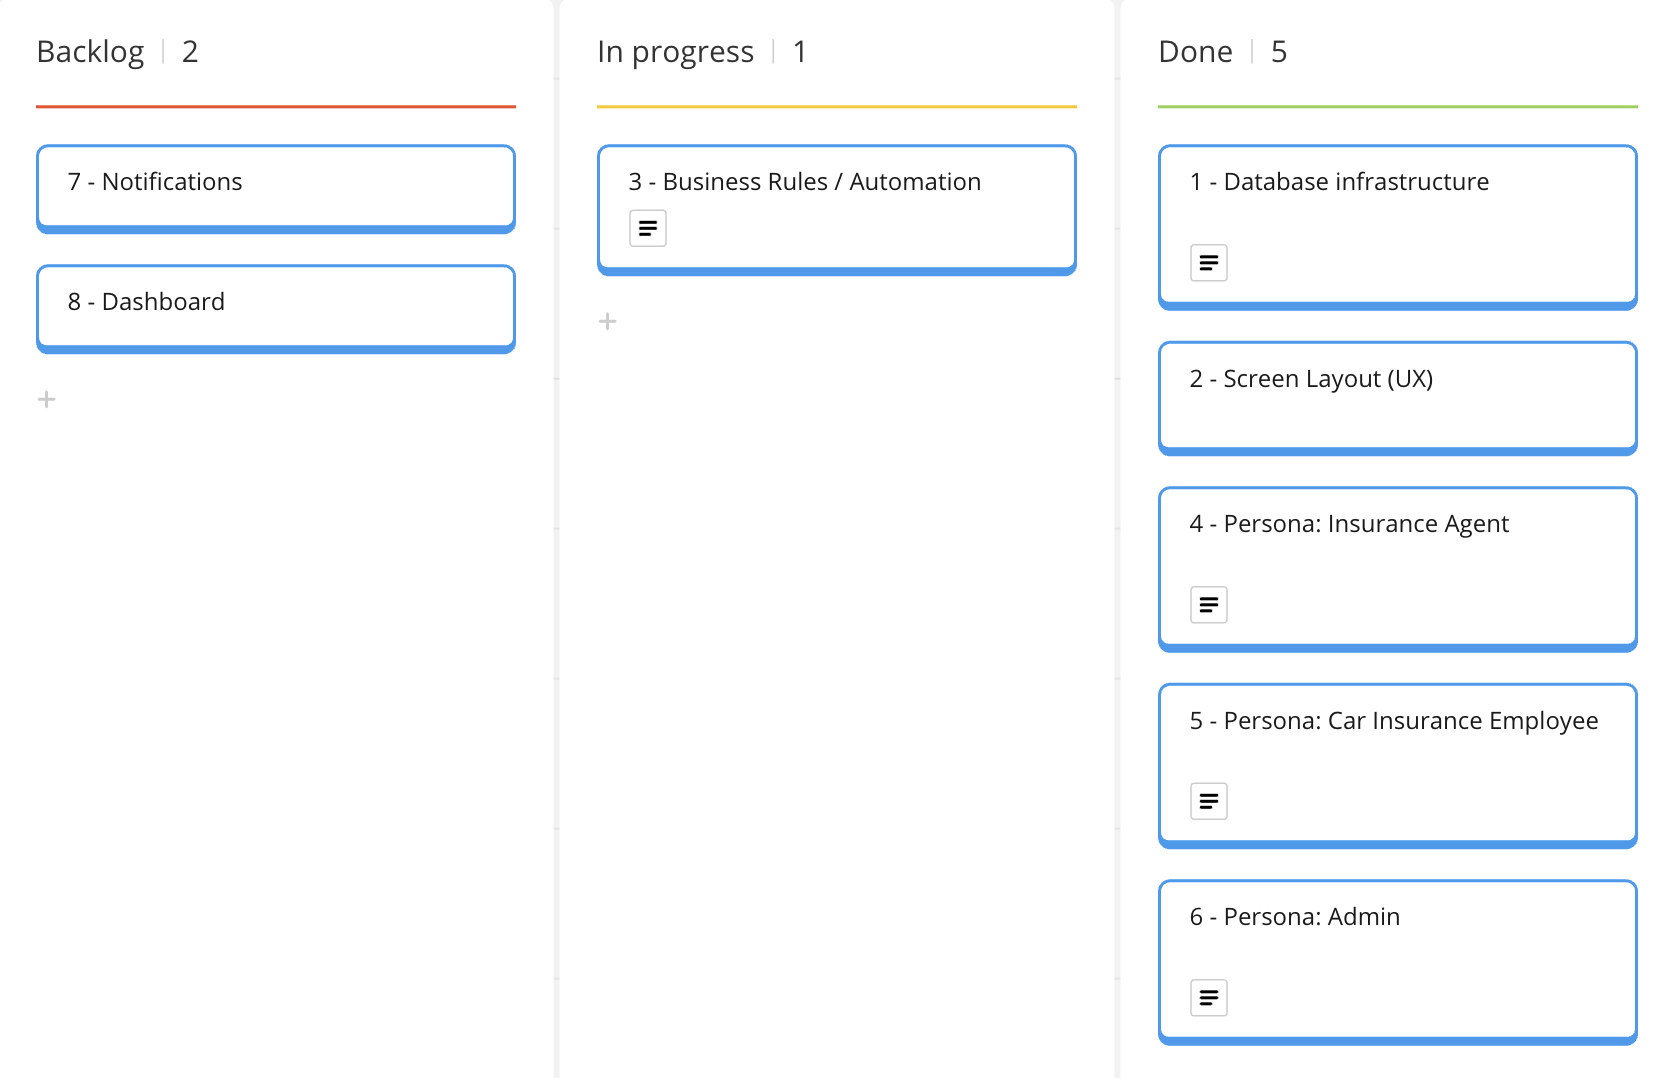 Backlog | 2
7 - Notifications
8 - Dashboard
+
In progress | 1
3 - Business Rules / Automation
+
Done | 5
1 - Database infrastructure
2 - Screen Layout (UX)
4 - Persona: Insurance Agent
5 - Persona: Car Insurance Employee
6 - Persona: Admin